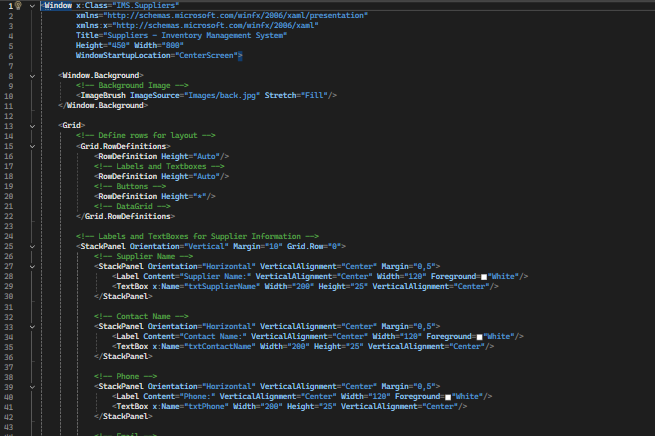 1 <Window x:Class="IMS.Suppliers"
2 xmlns="http://schemas.microsoft.com/winfx/2006/xaml/presentation"
3 xmlns:x="http://schemas.microsoft.com/winfx/2006/xaml"
4 Title="Suppliers - Inventory Management System"
5 Height="450" Width="800"
6 WindowStartupLocation="CenterScreen">
7
8 <Window.Background>
9 <!-- Background Image -->
10 <ImageBrush ImageSource="Images/back.jpg" Stretch="Fill"/>
11 </Window.Background>
12
13 <Grid>
14 <!-- Define rows for layout -->
15 <Grid.RowDefinitions>
16 <RowDefinition Height="Auto"/>
17 <!-- Labels and Textboxes -->
18 <RowDefinition Height="Auto"/>
19 <!-- Buttons -->
20 <RowDefinition Height="*"/>
21 <!-- DataGrid -->
22 </Grid.RowDefinitions>
23
24 <!-- Labels and TextBoxes for Supplier Information -->
25 <StackPanel Orientation="Vertical" Margin="10" Grid.Row="0">
26 <!-- Supplier Name -->
27 <StackPanel Orientation="Horizontal" VerticalAlignment="Center" Margin="0,5">
28 <Label Content="Supplier Name:" VerticalAlignment="Center" Width="120" Foreground="White"/>
29 <TextBox x:Name="txtSupplierName" Width="200" Height="25" VerticalAlignment="Center"/>
30 </StackPanel>
31
32 <!-- Contact Name -->
33 <StackPanel Orientation="Horizontal" VerticalAlignment="Center" Margin="0,5">
34 <Label Content="Contact Name:" VerticalAlignment="Center" Width="120" Foreground="White"/>
35 <TextBox x:Name="txtContactName" Width="200" Height="25" VerticalAlignment="Center"/>
36 </StackPanel>
37
38 <!-- Phone -->
39 <StackPanel Orientation="Horizontal" VerticalAlignment="Center" Margin="0,5">
40 <Label Content="Phone:" VerticalAlignment="Center" Width="120" Foreground="White"/>
41 <TextBox x:Name="txtPhone" Width="200" Height="25" VerticalAlignment="Center"/>
42 </StackPanel>
43